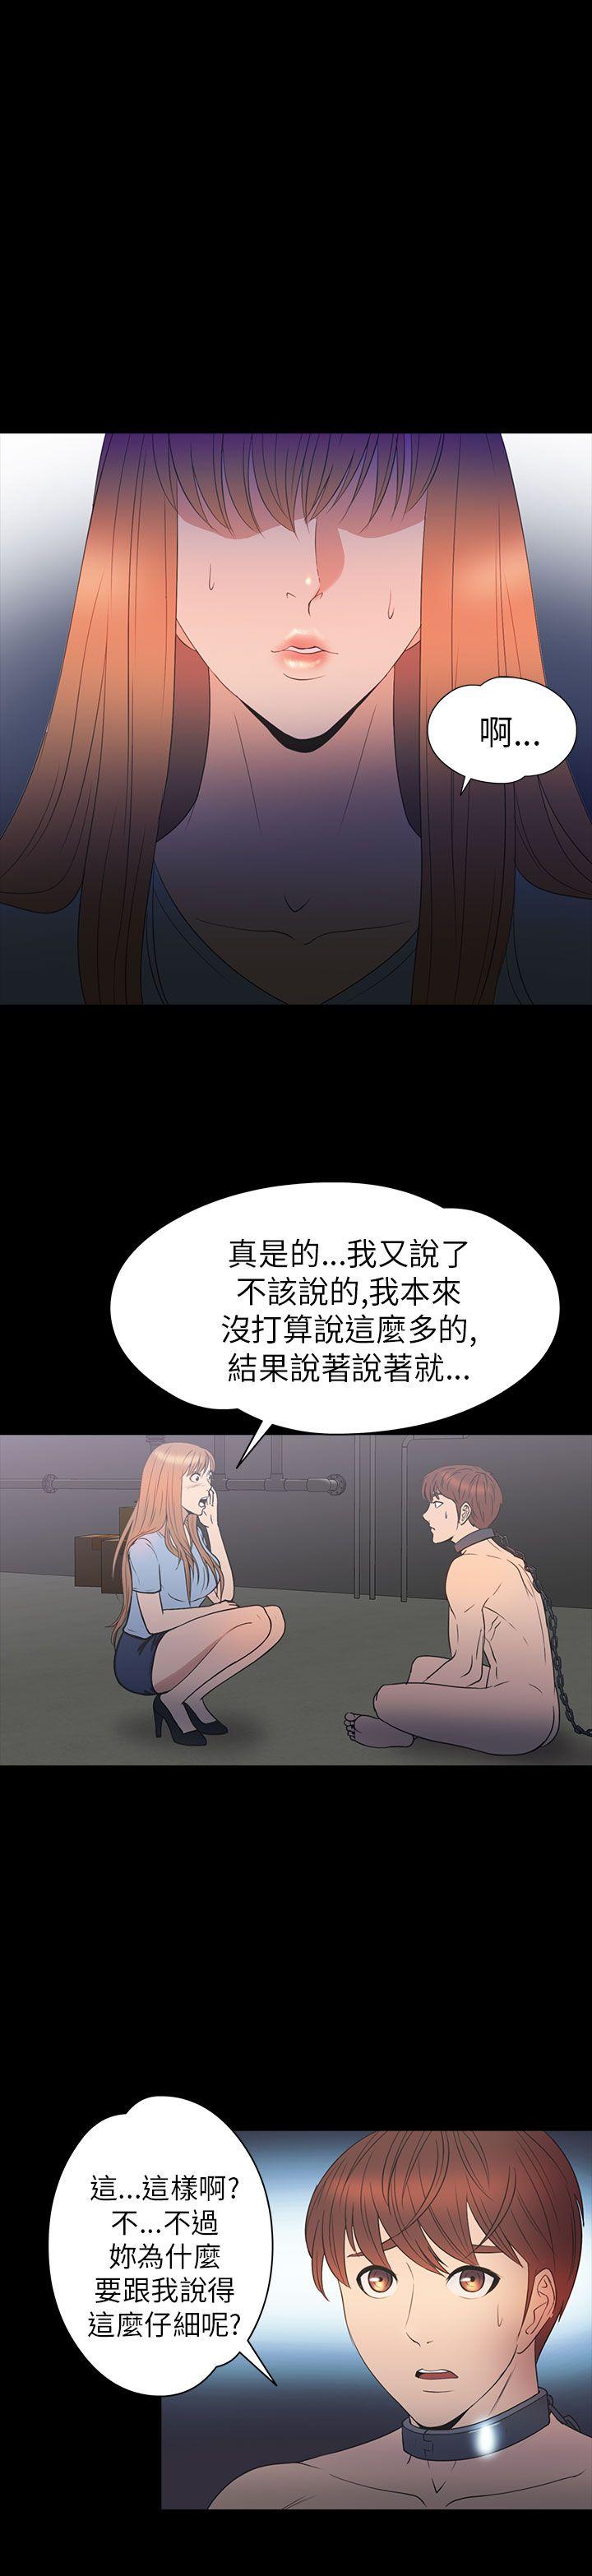 啊...
真是的...我又說了
不該說的,我本來
沒打算說這麼多的,
結果說著說著就...
這...這樣啊?
不...不過
妳為什麼
要跟我說得
這麼仔細呢?